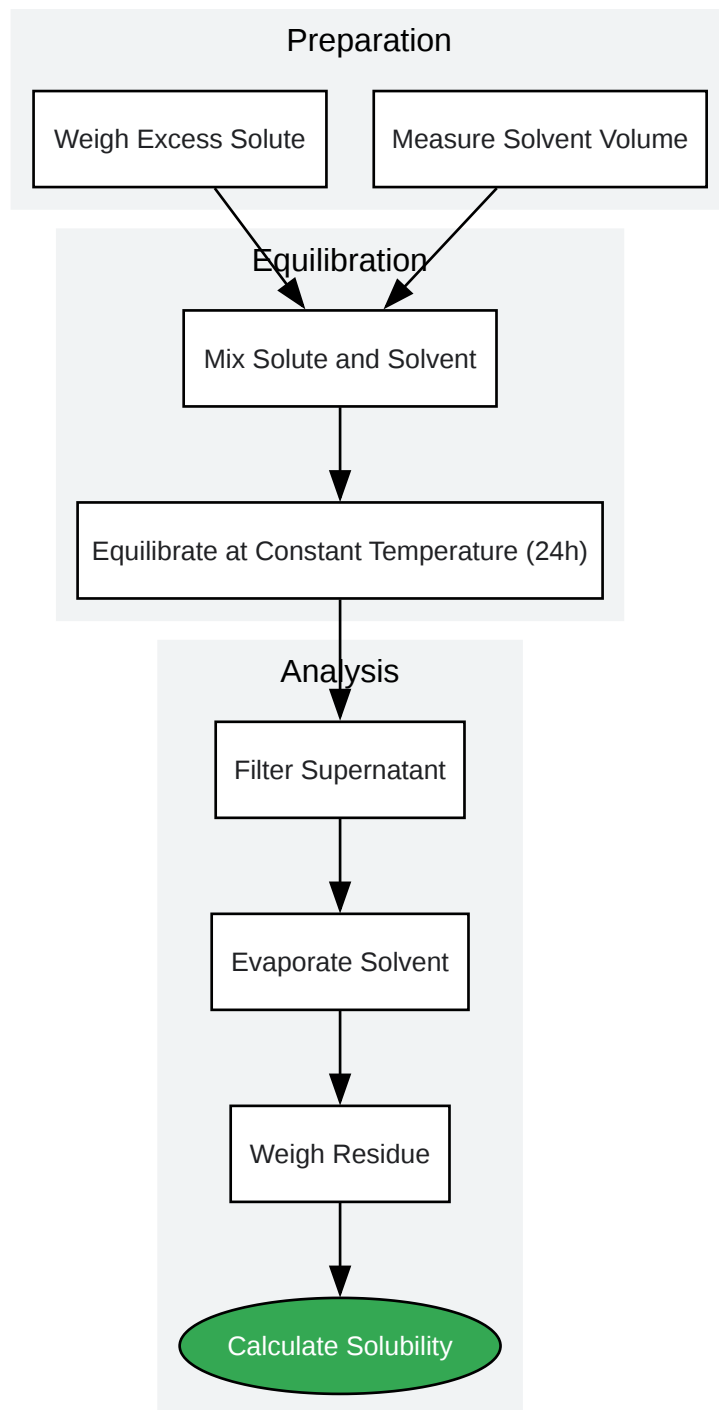 Preparation
Weigh Excess Solute
Measure Solvent Volume
Equilibration
Mix Solute and Solvent
Equilibrate at Constant Temperature (24h)
Analysis
Filter Supernatant
Evaporate Solvent
Weigh Residue
Calculate Solubility